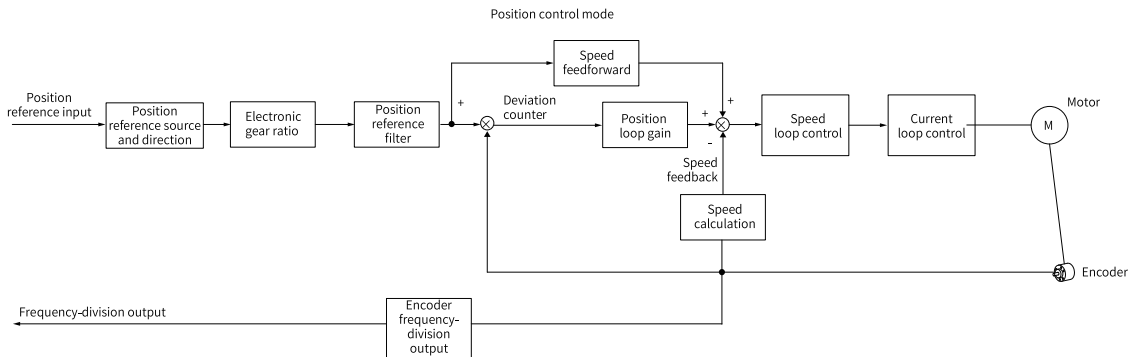 Position control mode
Speed
feedforward
Position
reference input
Position
reference source
and direction
Electronic
gear ratio
Position
reference
filter
+
Deviation
counter
Position
loop gain
+
+
-
Speed
feedback
Speed
loop control
Current
loop control
Motor
M
Speed
calculation
Encoder
Frequency-division output
Encoder
frequency-
division
output